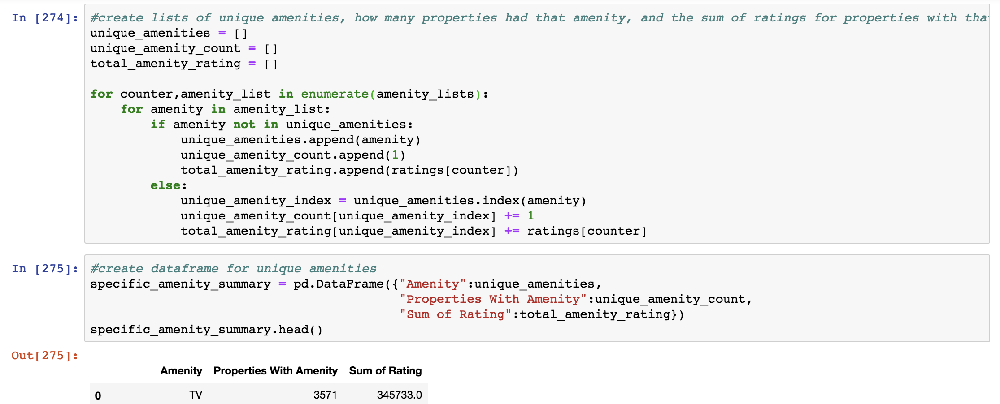 In [274]: #create lists of unique amenities, how many properties had that amenity, and the sum of ratings for properties with
unique_amenities = []
unique_amenity_count = []
total_amenity_rating = []
for counter,amenity_list in enumerate(amenity_lists):
    for amenity in amenity_list:
        if amenity not in unique_amenities:
            unique_amenities.append(amenity)
            unique_amenity_count.append(1)
            total_amenity_rating.append(ratings[counter])
        else:
            unique_amenity_index = unique_amenities.index(amenity)
            unique_amenity_count[unique_amenity_index] += 1
            total_amenity_rating[unique_amenity_index] += ratings[counter]
In [275]: #create dataframe for unique amenities
specific_amenity_summary = pd.DataFrame({"Amenity":unique_amenities,
                                         "Properties With Amenity":unique_amenity_count,
                                         "Sum of Rating":total_amenity_rating})
specific_amenity_summary.head()
Out[275]:
Amenity Properties With Amenity Sum of Rating
0 TV 3571 345733.0